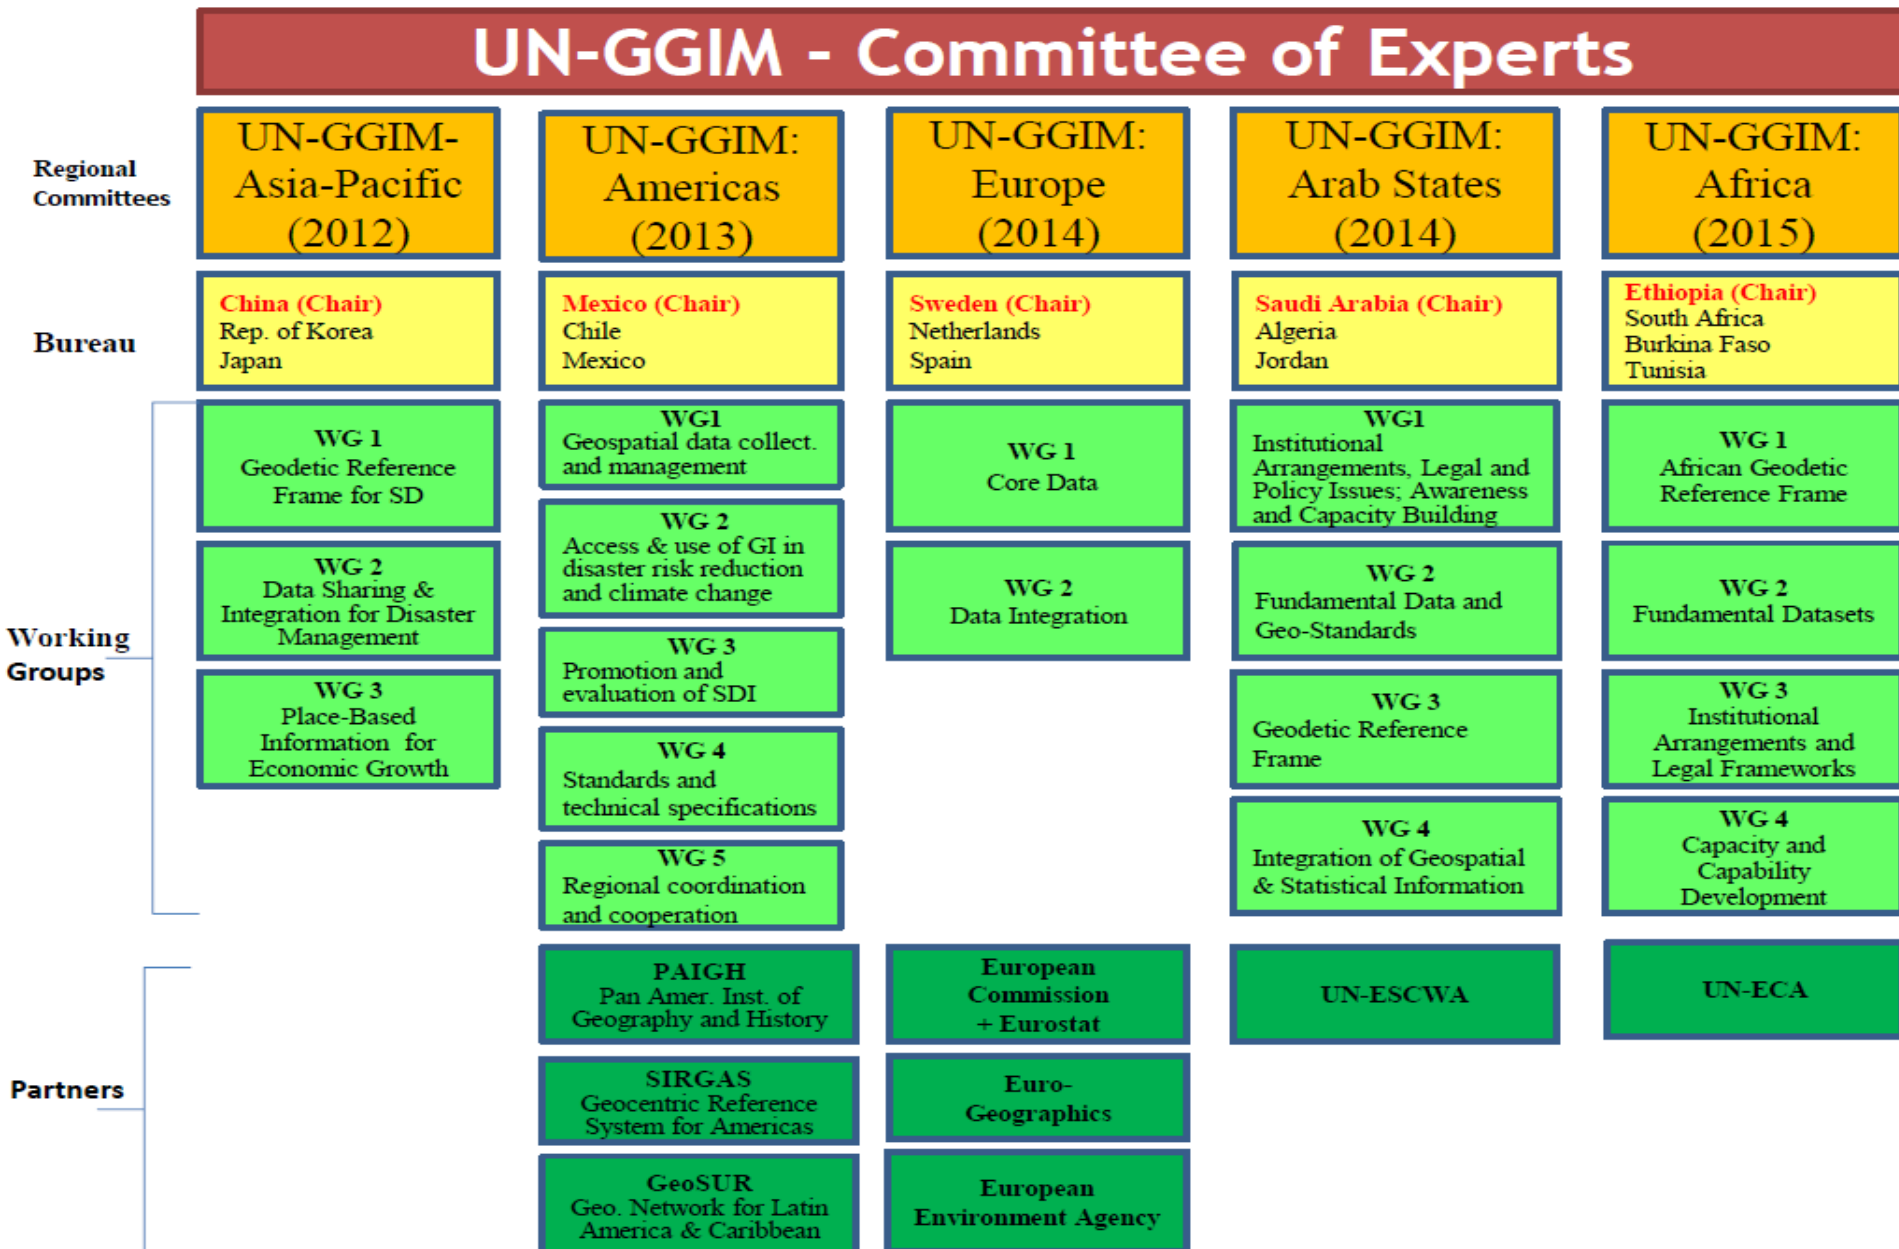 UN-GGIM - Committee of Experts
Regional
Committees
UN-GGIM-
Asia-Pacific
(2012)
UN-GGIM:
Americas
(2013)
UN-GGIM:
Europe
(2014)
UN-GGIM:
Arab States
(2014)
UN-GGIM:
Africa
(2015)
Bureau
China (Chair)
Rep. of Korea
Japan
Mexico (Chair)
Chile
Mexico
Sweden (Chair)
Netherlands
Spain
Saudi Arabia (Chair)
Algeria
Jordan
Ethiopia (Chair)
South Africa
Burkina Faso
Tunisia
Working
Groups
WG 1
Geodetic Reference
Frame for SD
WG 2
Data Sharing &
Integration for Disaster
Management
WG 3
Place-Based
Information for
Economic Growth
WG1
Geospatial data collect.
and management
WG 2
Access & use of GI in
disaster risk reduction
and climate change
WG 3
Promotion and
evaluation of SDI
WG 4
Standards and
technical specifications
WG 5
Regional coordination
and cooperation
WG 1
Core Data
WG 2
Data Integration
WG1
Institutional
Arrangements, Legal and
Policy Issues; Awareness
and Capacity Building
WG 2
Fundamental Data and
Geo-Standards
WG 3
Geodetic Reference
Frame
WG 4
Integration of Geospatial
& Statistical Information
WG 1
African Geodetic
Reference Frame
WG 2
Fundamental Datasets
WG 3
Institutional
Arrangements and
Legal Frameworks
WG 4
Capacity and
Capability
Development
Partners
PAIGH
Pan Amer. Inst. of
Geography and History
SIRGAS
Geocentric Reference
System for Americas
GeoSUR
Geo. Network for Latin
America & Caribbean
European
Commission
+ Eurostat
Euro-
Geographics
European
Environment Agency
UN-ESCWA
UN-ECA